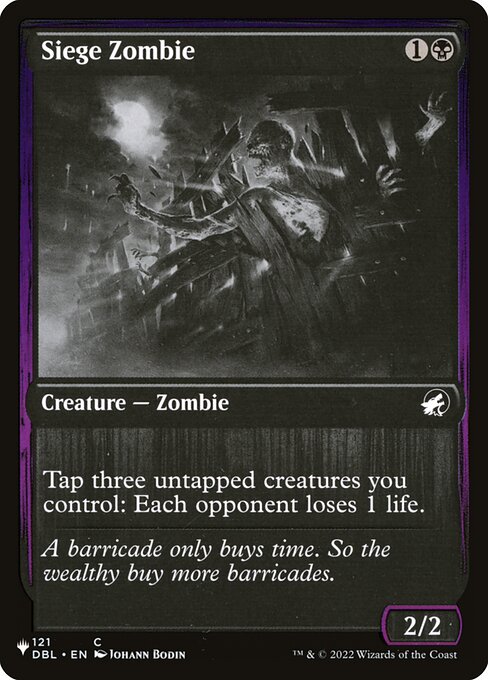 Siege Zombie 1
Creature — Zombie
Tap three untapped creatures you
control: Each opponent loses 1 life.
A barricade only buys time. So the
wealthy buy more barricades.
2/2
121 C
DBL • EN Johann Bodin ™ & © 2022 Wizards of the Coast